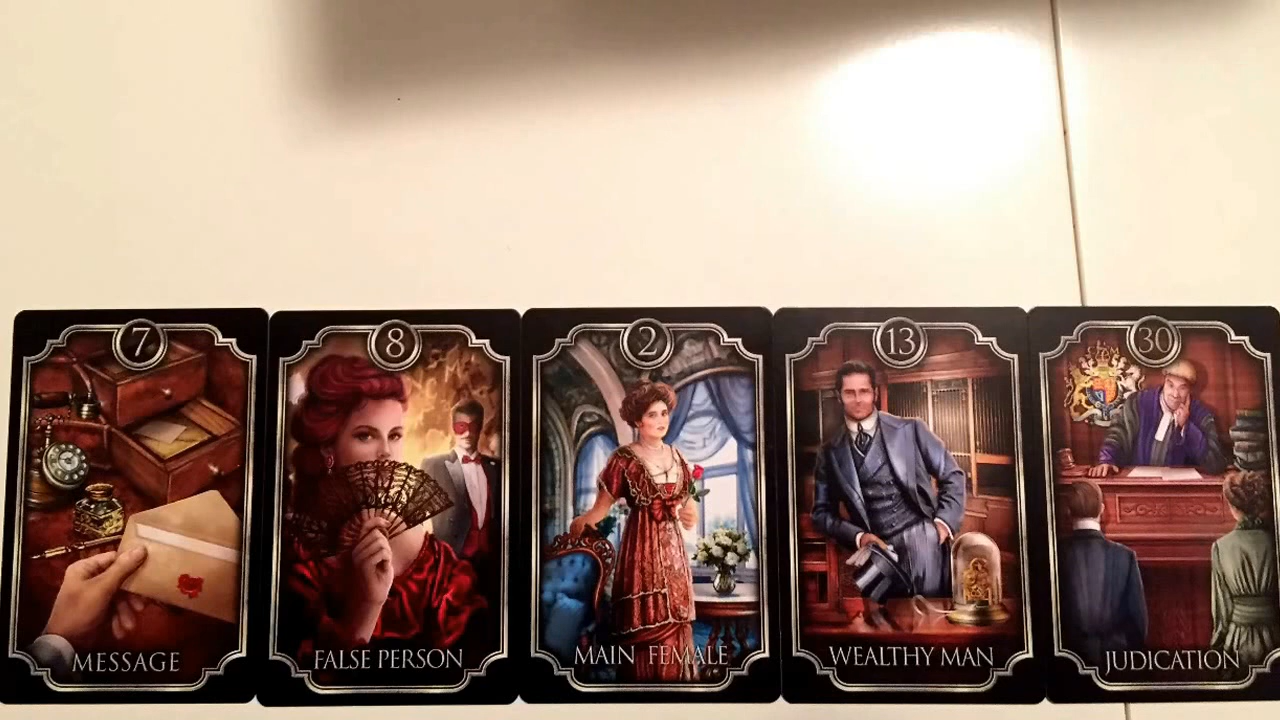 7
MESSAGE
8
FALSE PERSON
2
MAIN FEMALE
13
WEALTHY MAN
30
JUDICATION